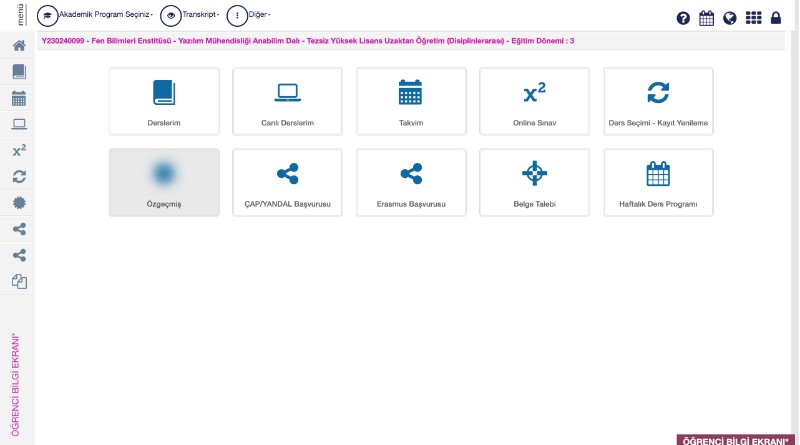 menü
Akademik Program Seçiniz
Transkript
Diğer
Y230240099 - Fen Bilimleri Enstitüsü - Yazılım Mühendisliği Anabilim Dalı - Tezsiz Yüksek Lisans Uzaktan Öğretim (Disiplinlerarası) - Eğitim Dönemi : 3
Derslerim
Canlı Derslerim
Takvim
x²
Online Sınav
Ders Seçimi - Kayıt Yenileme
x²
Özgeçmiş
ÇAP/YANDAL Başvurusu
Erasmus Başvurusu
Belge Talebi
Haftalık Ders Programı
ÖĞRENCİ BİLGİ EKRANI*
ÖĞRENCİ BİLGİ EKRANI*